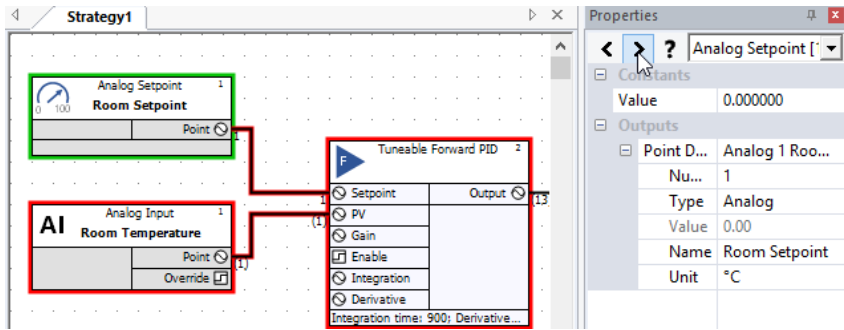 Strategy1
Analog Setpoint 1
Room Setpoint
0 100
Point
1
Analog Input 1
AI Room Temperature
Point
(1)
Override
Tuneable Forward PID 2
F
1 Setpoint Output (13
(1) PV
Gain
Enable
Integration
Derivative
Integration time: 900; Derivative...
Properties
? Analog Setpoint [
Constants
Value 0.000000
Outputs
Point D... Analog 1 Roo...
Nu... 1
Type Analog
Value 0.00
Name Room Setpoint
Unit °C